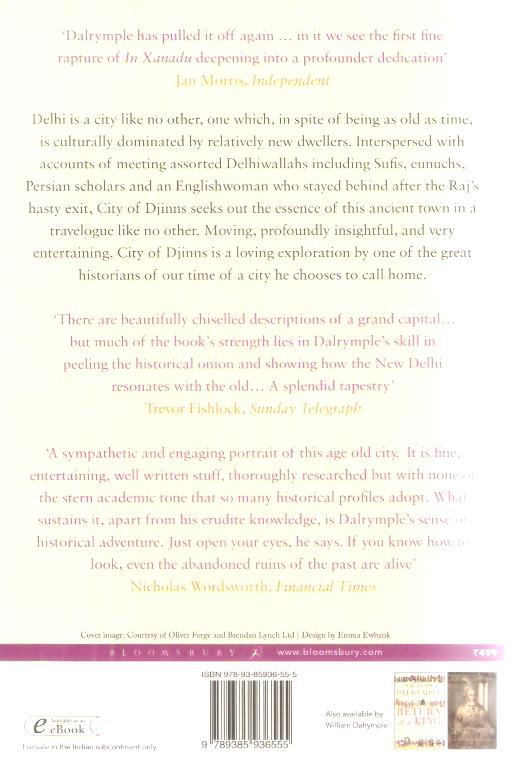 ‘Dalrymple has pulled it off again … in it we see the first fine
rapture of In Xanadu deepening into a profounder dedication’
Jan Morris, Independent
Delhi is a city like no other, one which, in spite of being as old as time,
is culturally dominated by relatively new dwellers. Interspersed with
accounts of meeting assorted Delhiwallahs including Sufis, eunuchs,
Persian scholars and an Englishwoman who stayed behind after the Raj’s
hasty exit, City of Djinns seeks out the essence of this ancient town in a
travelogue like no other. Moving, profoundly insightful, and very
entertaining, City of Djinns is a loving exploration by one of the great
historians of our time of a city he chooses to call home.
‘There are beautifully chiselled descriptions of a grand capital…
but much of the book’s strength lies in Dalrymple’s skill in
peeling the historical onion and showing how the New Delhi
resonates with the old… A splendid tapestry’
Trevor Fishlock, Sunday Telegraph
‘A sympathetic and engaging portrait of this age old city. It is fine,
entertaining, well written stuff, thoroughly researched but with none of
the stern academic tone that so many historical profiles adopt. What
sustains it, apart from his erudite knowledge, is Dalrymple’s sense of
historical adventure. Just open your eyes, he says. If you know how to
look, even the abandoned ruins of the past are alive’
Nicholas Wordsworth, Financial Times
Cover image: Courtesy of Oliver Forge and Brendan Lynch Ltd | Design by Emma Ewbank
BLOOMSBURY www.bloomsbury.com ₹499
ISBN 978-93-85936-55-5
Available as an
eBook
For sale in the Indian subcontinent only
9 789385 936555
Also available by
William Dalrymple
DALRYMPLE
RETURN
of a KING